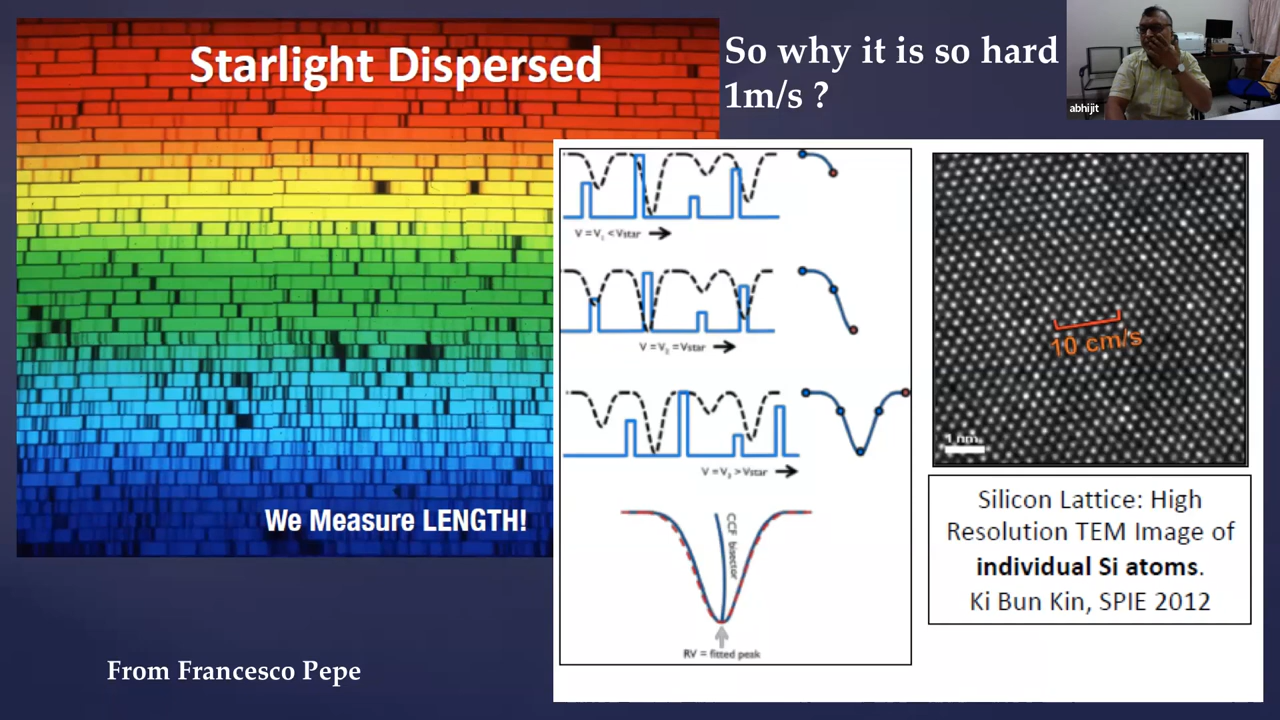 Starlight Dispersed
So why it is so hard
1m/s ?
abhijit
V = V₁ < Vstar
V = V₂ = Vstar
V = V₃ > Vstar
CCF bisector
RV = fitted peak
10 cm/s
1 nm
Silicon Lattice: High
Resolution TEM Image of
individual Si atoms.
Ki Bun Kin, SPIE 2012
We Measure LENGTH!
From Francesco Pepe